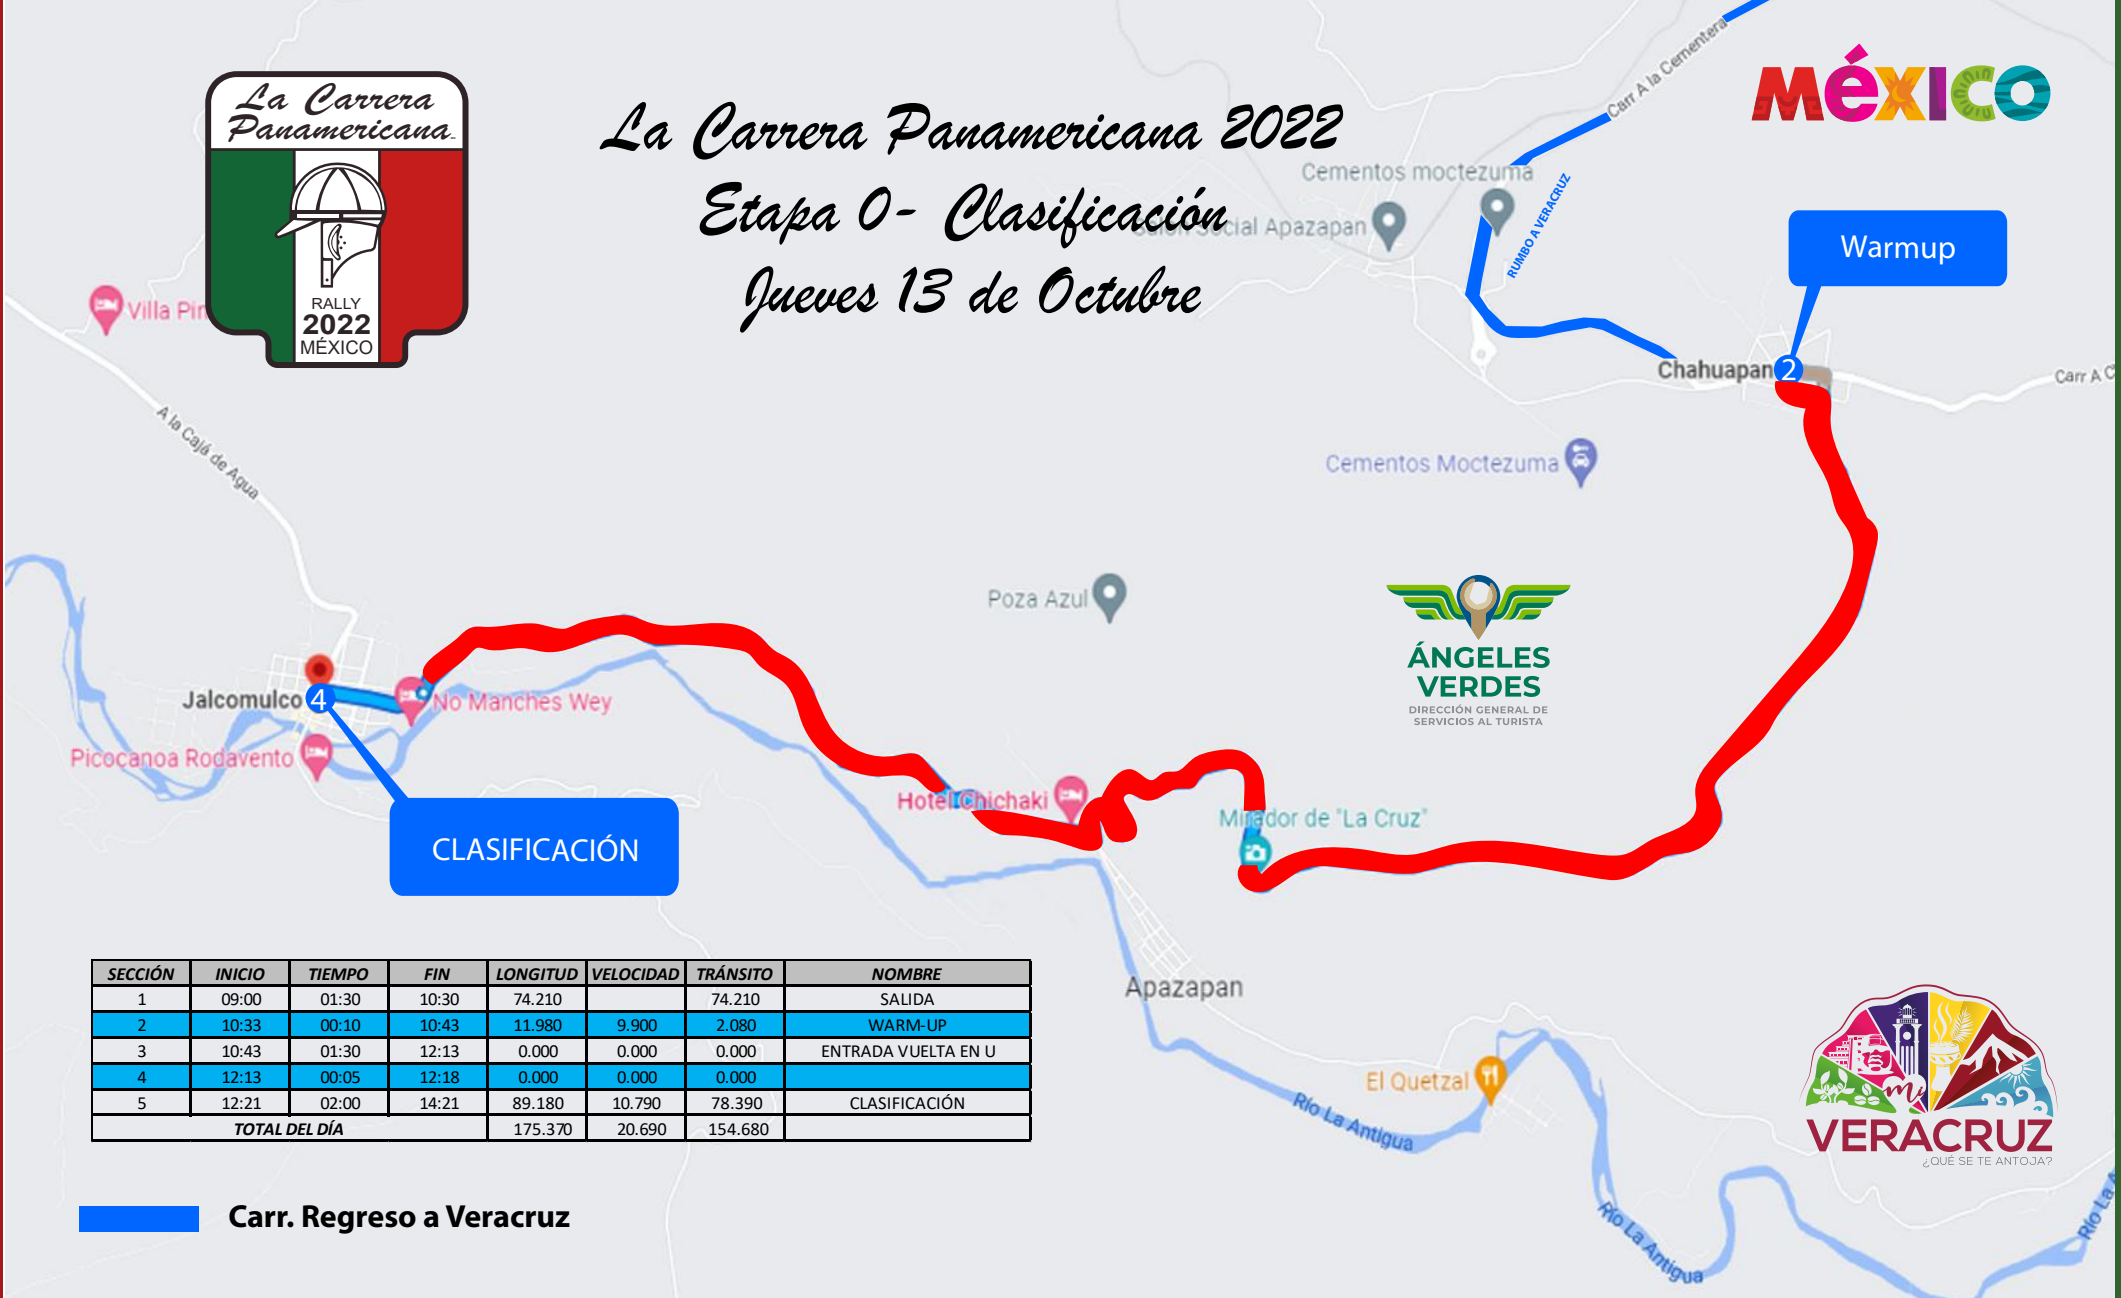 La Carrera
Panamericana
RALLY
2022
MÉXICO
La Carrera Panamericana 2022
Etapa 0- Clasificación
Jueves 13 de Octubre
Carr A la Cementera
MéXICO
Cementos moctezuma
Social Apazapan
RUMBO A VERACRUZ
Warmup
Villa
Chahuapan 2
Carr A C
A la Cajá de Agua
Cementos Moctezuma
Poza Azul
ÁNGELES
VERDES
DIRECCIÓN GENERAL DE
SERVICIOS AL TURISTA
Jalcomulco 4
No Manches Wey
Picocanoa Rodavento
Hotel Chichaki
Mirador de "La Cruz"
CLASIFICACIÓN
SECCIÓN INICIO TIEMPO FIN LONGITUD VELOCIDAD TRÁNSITO NOMBRE
1 09:00 01:30 10:30 74.210 74.210 SALIDA
2 10:33 00:10 10:43 11.980 9.900 2.080 WARM-UP
3 10:43 01:30 12:13 0.000 0.000 0.000 ENTRADA VUELTA EN U
4 12:13 00:05 12:18 0.000 0.000 0.000
5 12:21 02:00 14:21 89.180 10.790 78.390 CLASIFICACIÓN
TOTAL DEL DÍA 175.370 20.690 154.680
Apazapan
El Quetzal
Río La Antigua
Río La Antigua
Río La A
Mi
VERACRUZ
¿QUÉ SE TE ANTOJA?
Carr. Regreso a Veracruz